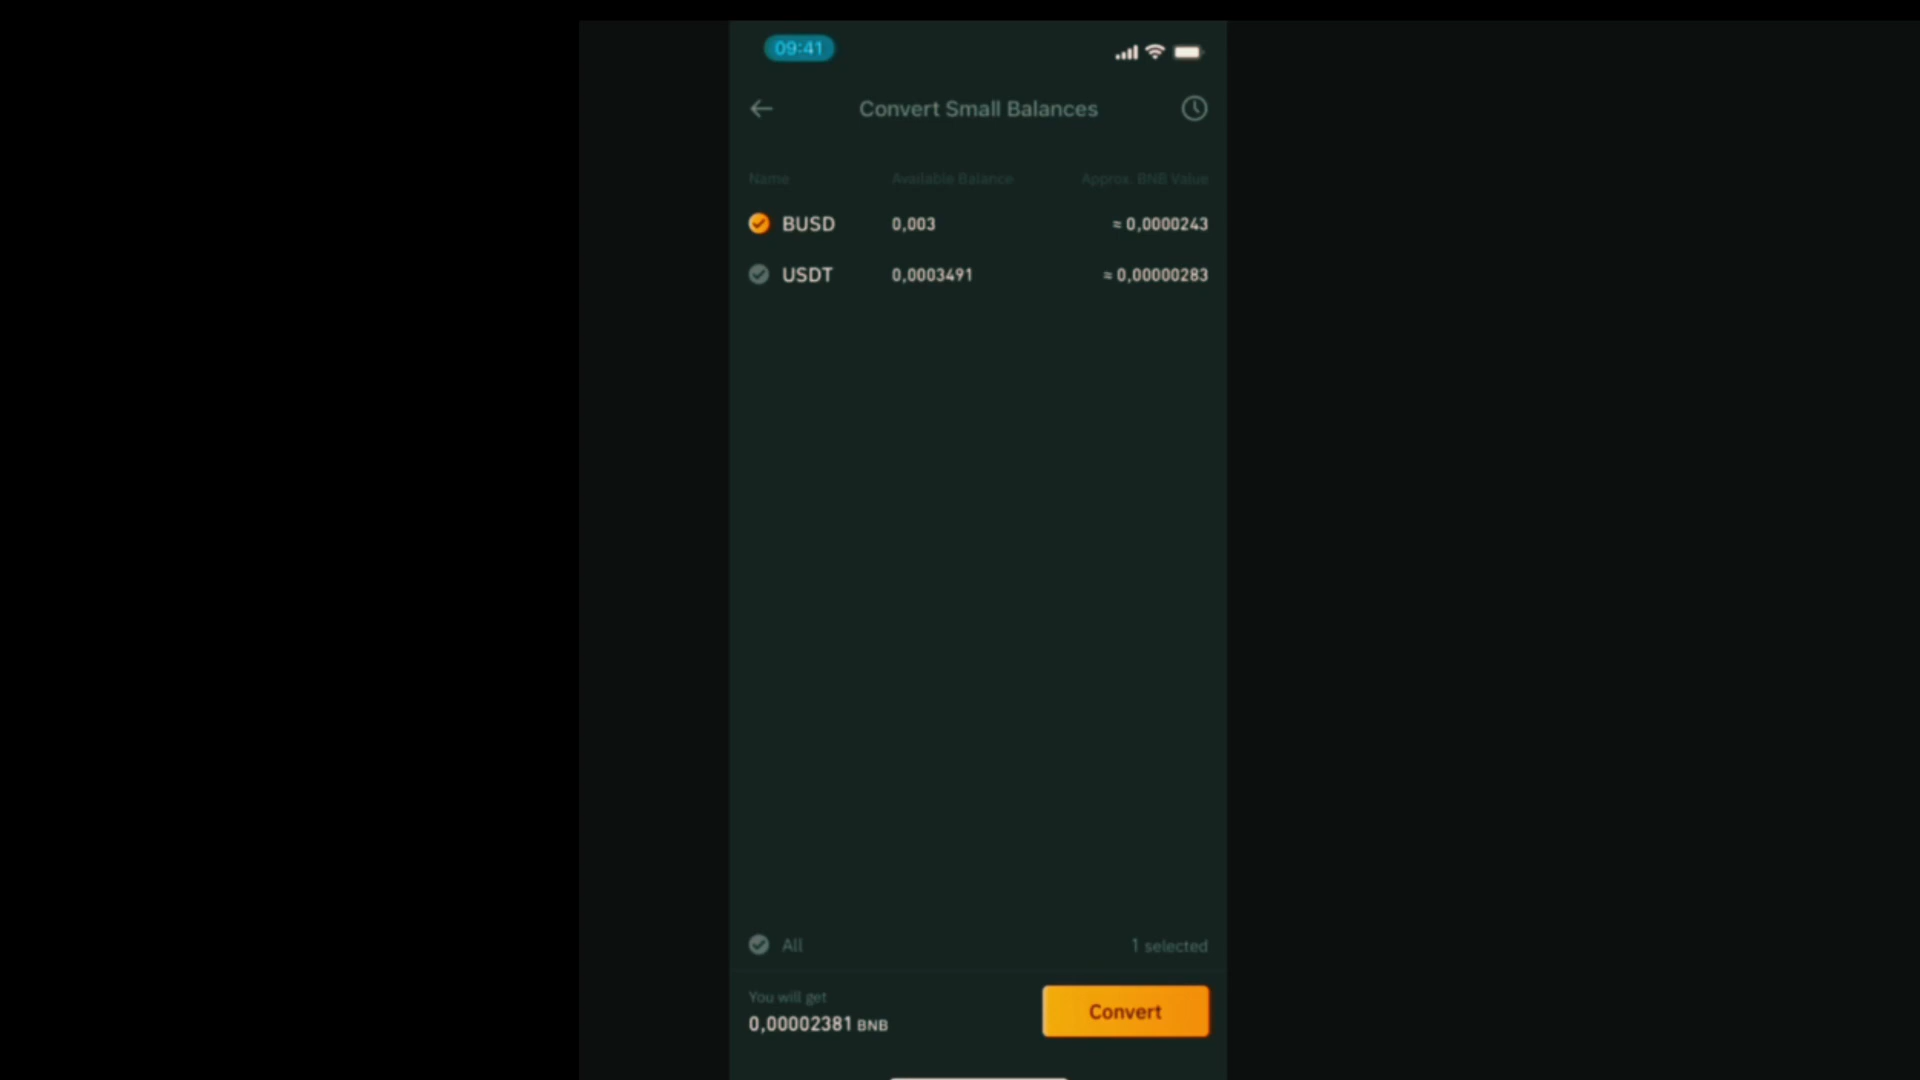 09:41
Convert Small Balances
Name Available Balance Approx. BNB Value
BUSD 0,003 ≈ 0,0000243
USDT 0,0003491 ≈ 0,00000283
All 1 selected
You will get
0,00002381 BNB
Convert